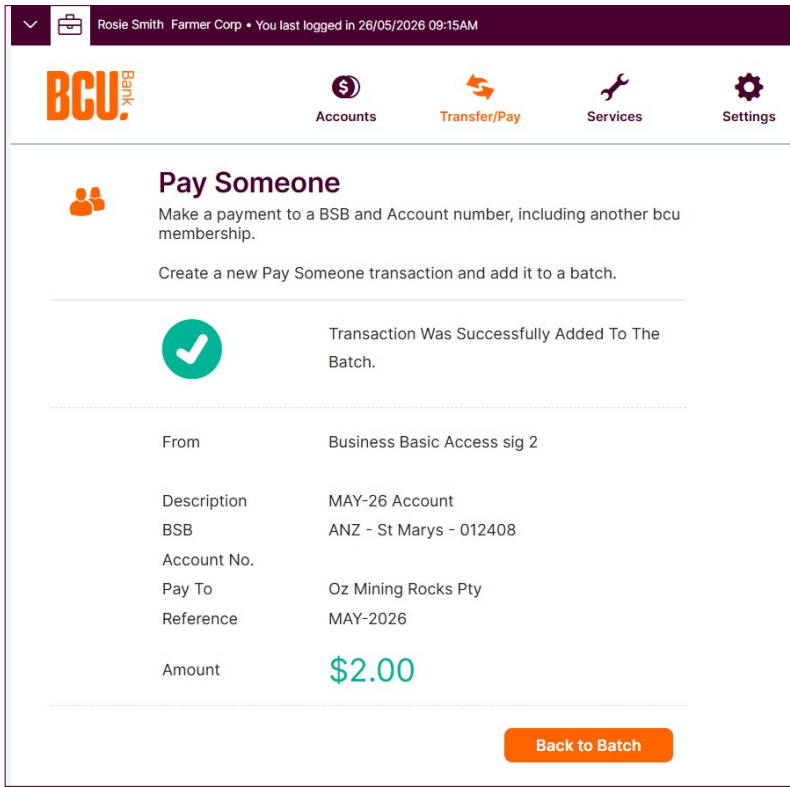 Rosie Smith Farmer Corp • You last logged in 26/05/2026 09:15AM
BCU Bank
Accounts Transfer/Pay Services Settings
Pay Someone
Make a payment to a BSB and Account number, including another bcu
membership.
Create a new Pay Someone transaction and add it to a batch.
Transaction Was Successfully Added To The
Batch.
From Business Basic Access sig 2
Description MAY-26 Account
BSB ANZ - St Marys - 012408
Account No.
Pay To Oz Mining Rocks Pty
Reference MAY-2026
Amount $2.00
Back to Batch